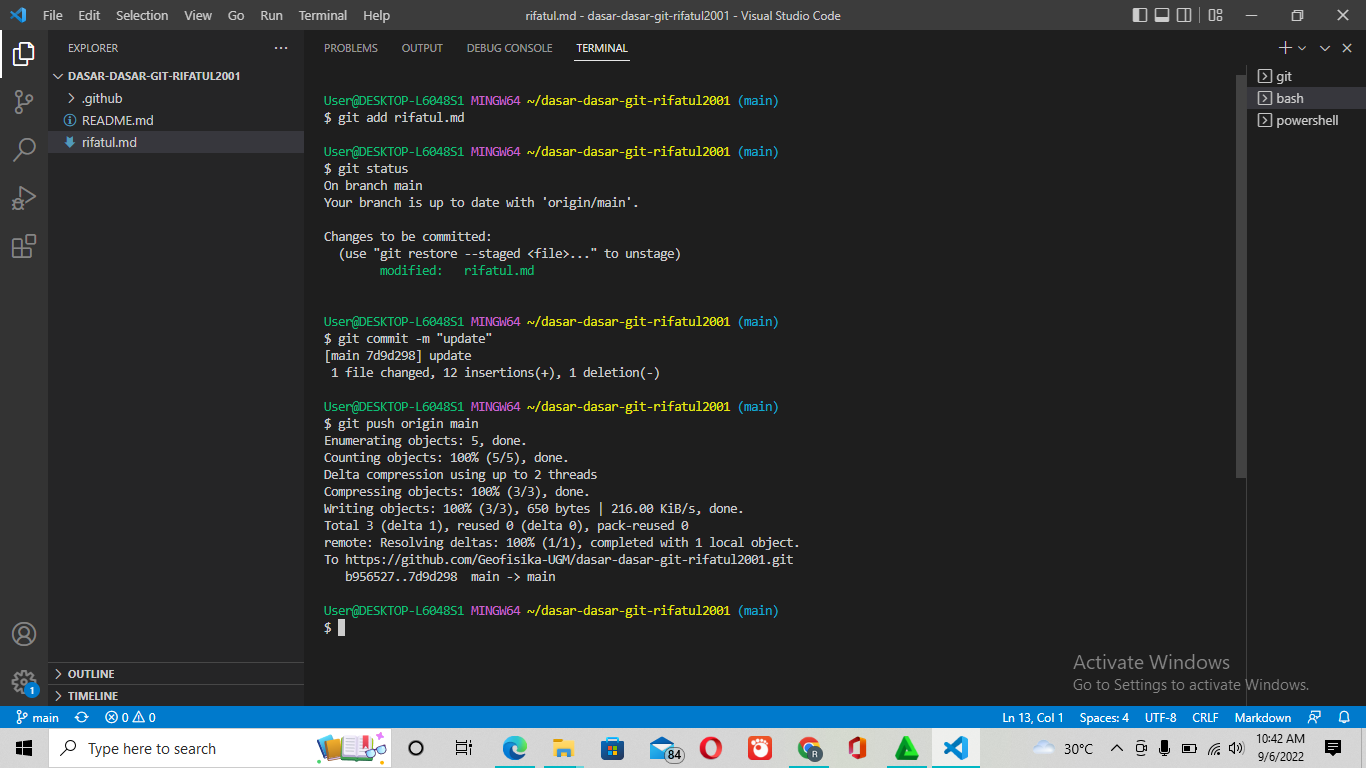 File Edit Selection View Go Run Terminal Help
rifatul.md - dasar-dasar-git-rifatul2001 - Visual Studio Code
EXPLORER
DASAR-DASAR-GIT-RIFATUL2001
.github
README.md
rifatul.md
OUTLINE
TIMELINE
1
PROBLEMS OUTPUT DEBUG CONSOLE TERMINAL
User@DESKTOP-L6048S1 MINGW64 ~/dasar-dasar-git-rifatul2001 (main)
$ git add rifatul.md
User@DESKTOP-L6048S1 MINGW64 ~/dasar-dasar-git-rifatul2001 (main)
$ git status
On branch main
Your branch is up to date with 'origin/main'.
Changes to be committed:
(use "git restore --staged <file>..." to unstage)
modified: rifatul.md
User@DESKTOP-L6048S1 MINGW64 ~/dasar-dasar-git-rifatul2001 (main)
$ git commit -m "update"
[main 7d9d298] update
1 file changed, 12 insertions(+), 1 deletion(-)
User@DESKTOP-L6048S1 MINGW64 ~/dasar-dasar-git-rifatul2001 (main)
$ git push origin main
Enumerating objects: 5, done.
Counting objects: 100% (5/5), done.
Delta compression using up to 2 threads
Compressing objects: 100% (3/3), done.
Writing objects: 100% (3/3), 650 bytes | 216.00 KiB/s, done.
Total 3 (delta 1), reused 0 (delta 0), pack-reused 0
remote: Resolving deltas: 100% (1/1), completed with 1 local object.
To https://github.com/Geofisika-UGM/dasar-dasar-git-rifatul2001.git
b956527..7d9d298 main -> main
User@DESKTOP-L6048S1 MINGW64 ~/dasar-dasar-git-rifatul2001 (main)
$
git
bash
powershell
Activate Windows
Go to Settings to activate Windows.
main 0 0
Ln 13, Col 1 Spaces: 4 UTF-8 CRLF Markdown
Type here to search
84
R
30°C
10:42 AM
9/6/2022